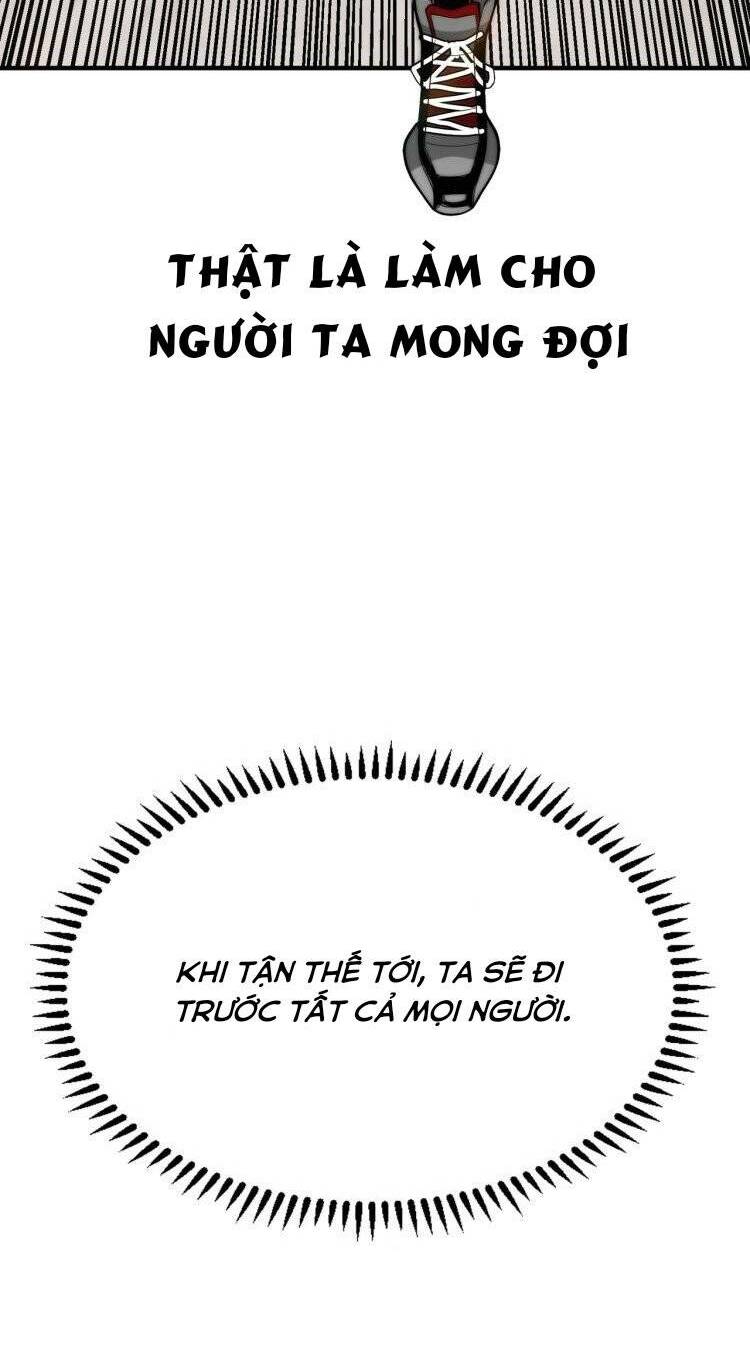 THẬT LÀ LÀM CHO
NGƯỜI TA MONG ĐỢI
KHI TẬN THẾ TỚI, TA SẼ ĐI
TRƯỚC TẤT CẢ MỌI NGƯỜI.